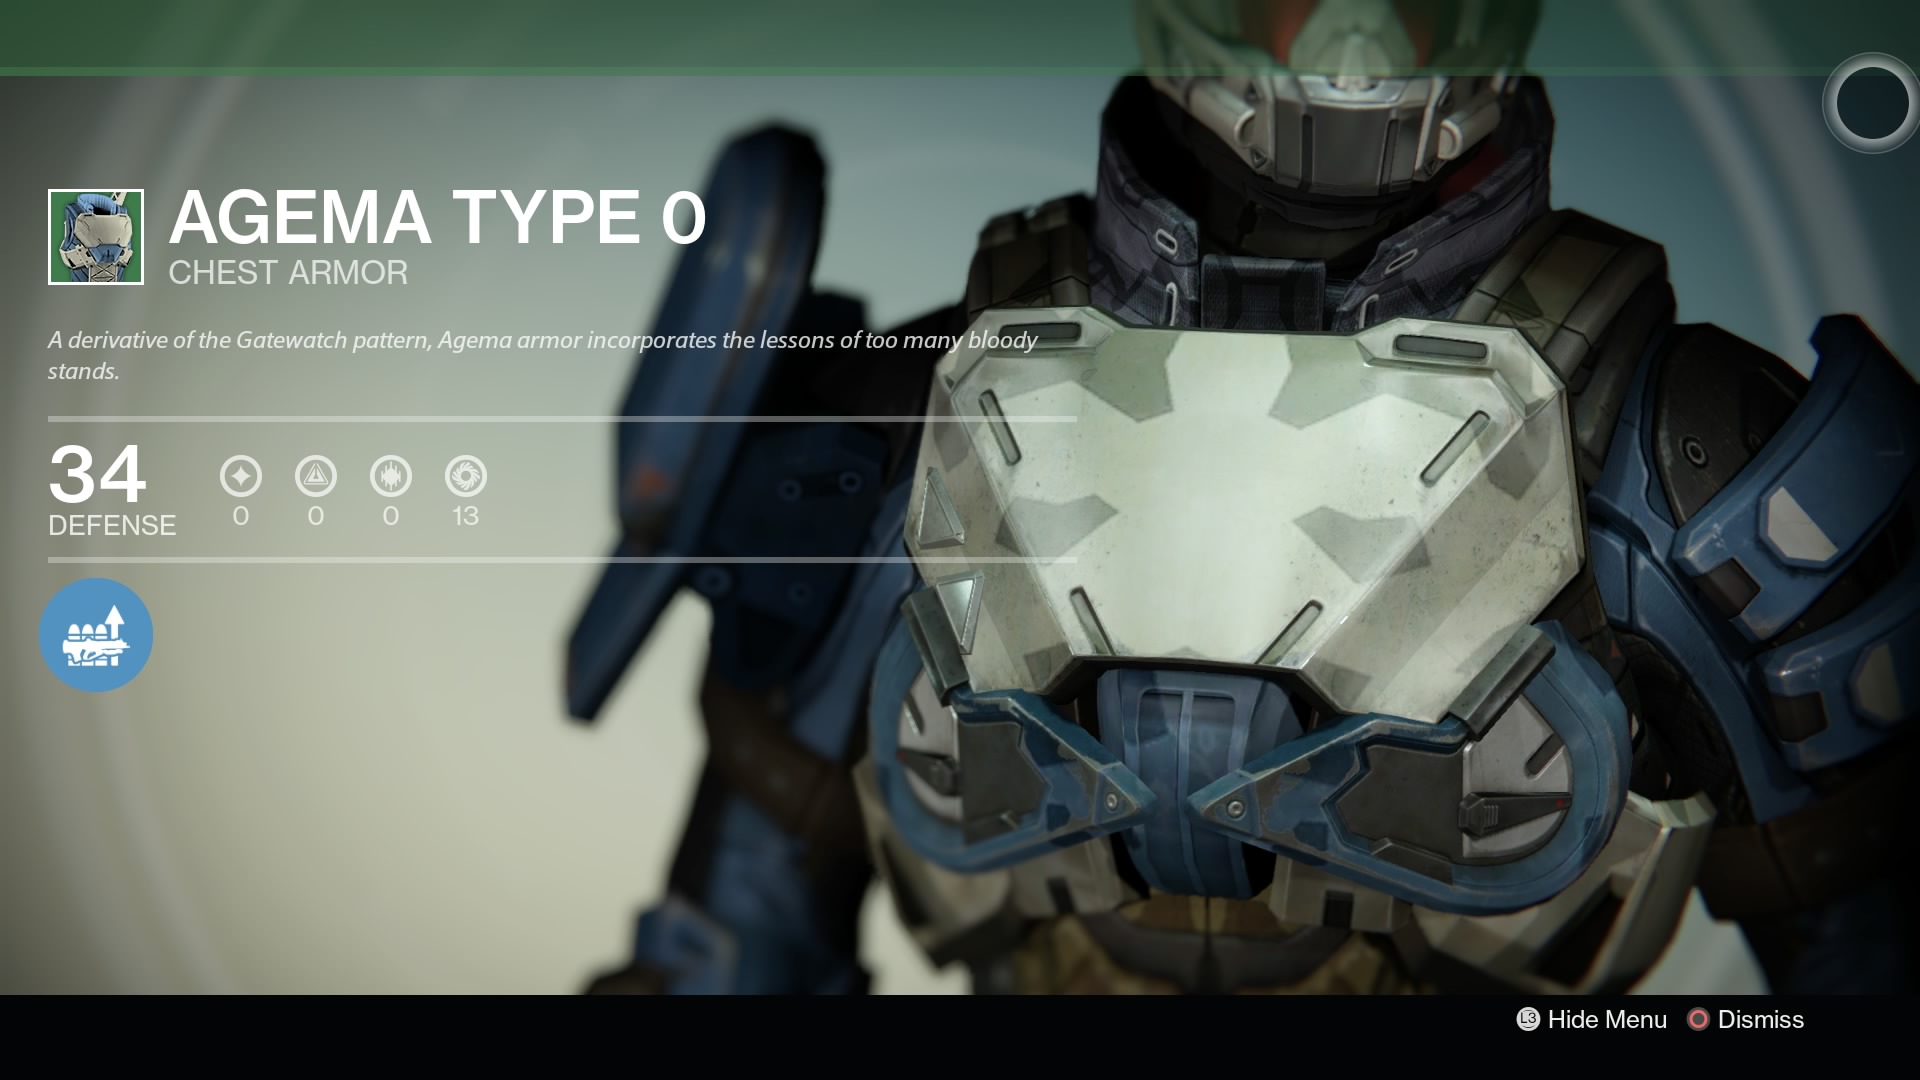 AGEMA TYPE 0
CHEST ARMOR
A derivative of the Gatewatch pattern, Agema armor incorporates the lessons of too many bloody
stands.
34
DEFENSE
0 0 0 13
L3 Hide Menu Dismiss